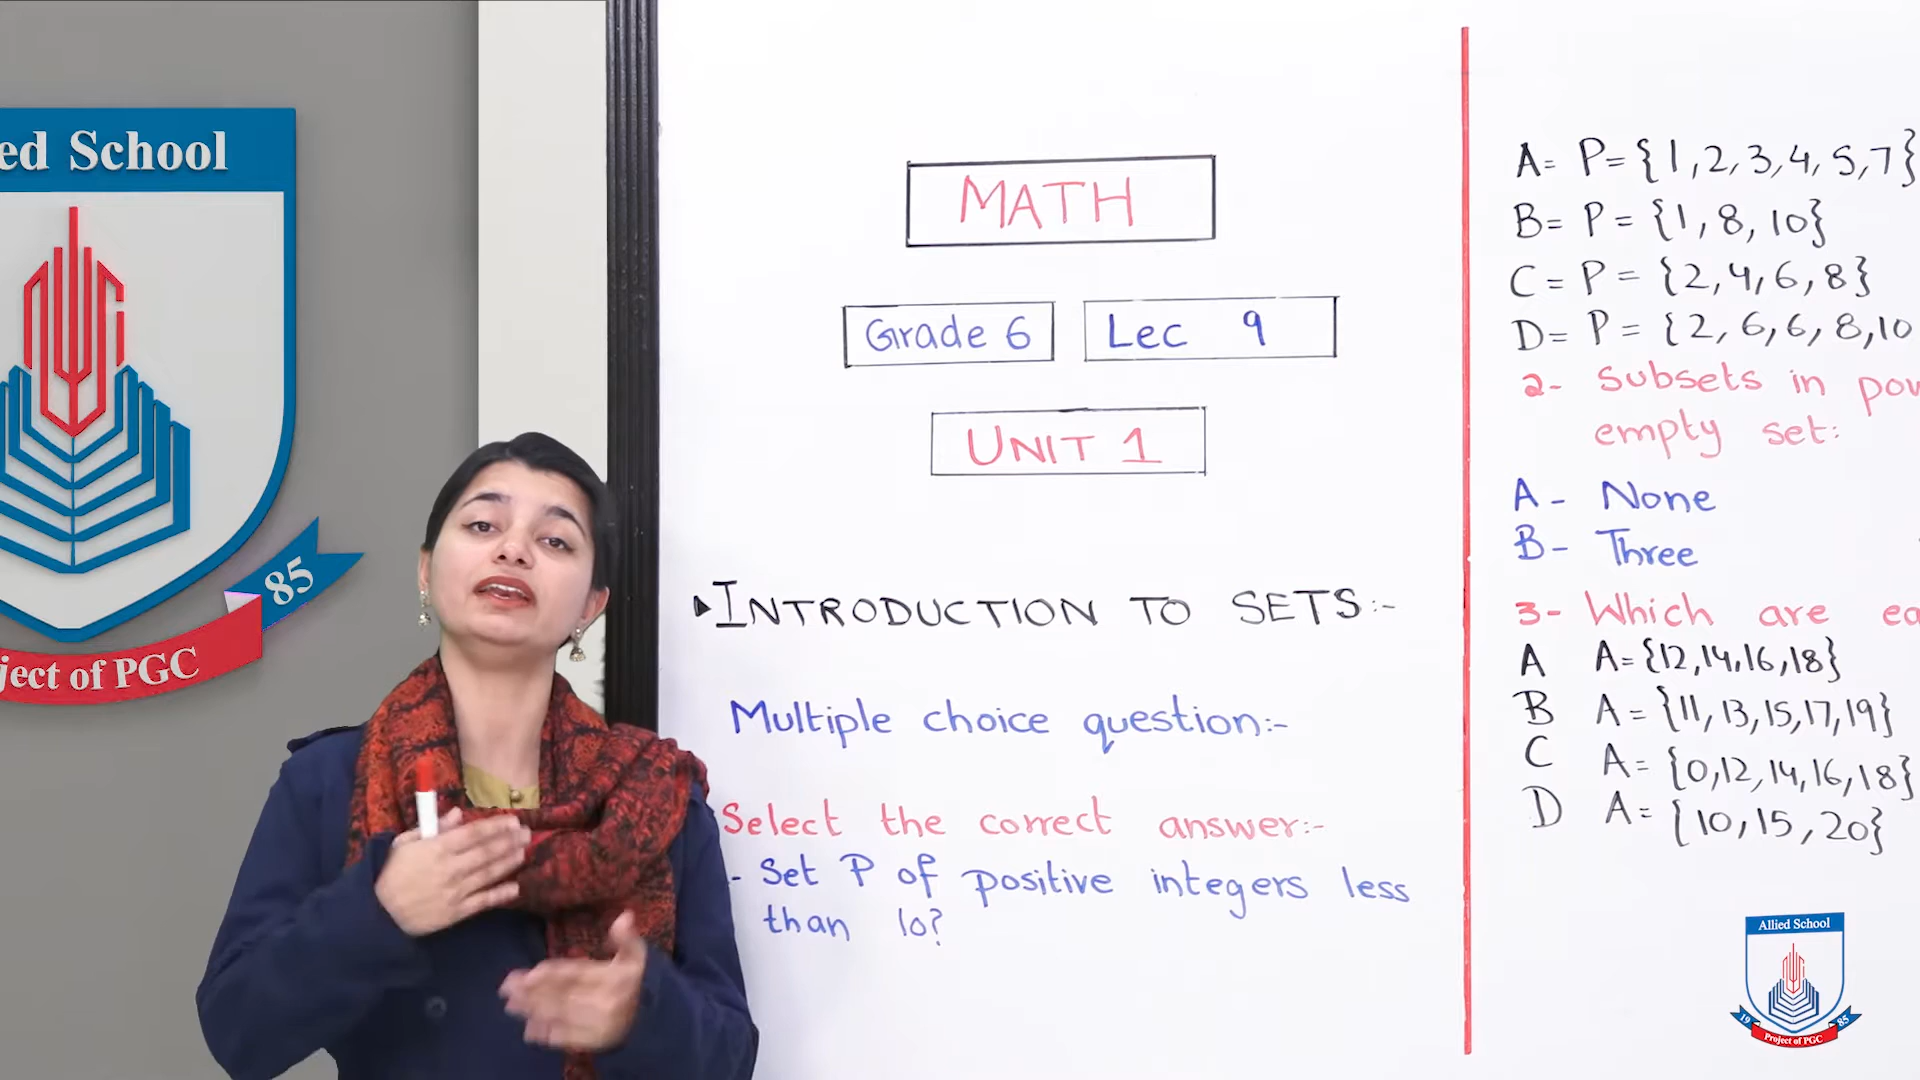 ed School
85
ject of PGC
MATH
Grade 6
Lec 9
UNIT 1
INTRODUCTION TO SETS:-
Multiple choice question:-
Select the correct answer:-
- Set P of positive integers less
than 10?
A= P={1,2,3,4,5,7}
B= P = {1, 8, 10}
C = P = {2,4,6,8}
D= P = {2, 6,6, 8,10
2- Subsets in pow
empty set:
A - None
B- Three
3- Which are ea
A A={12,14,16,18}
B A = {11,13,15,17,19}
C A= {0,12,14,16,18}
D A= {10,15,20}
Allied School
19 85
Project of PGC